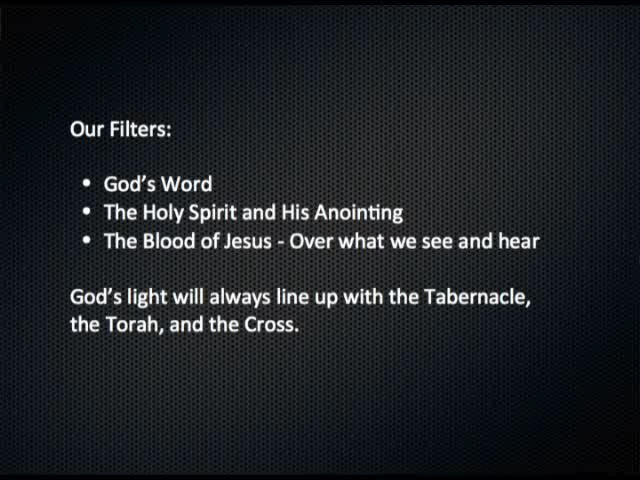 Our Filters:
• God's Word
• The Holy Spirit and His Anointing
• The Blood of Jesus - Over what we see and hear
God's light will always line up with the Tabernacle,
the Torah, and the Cross.